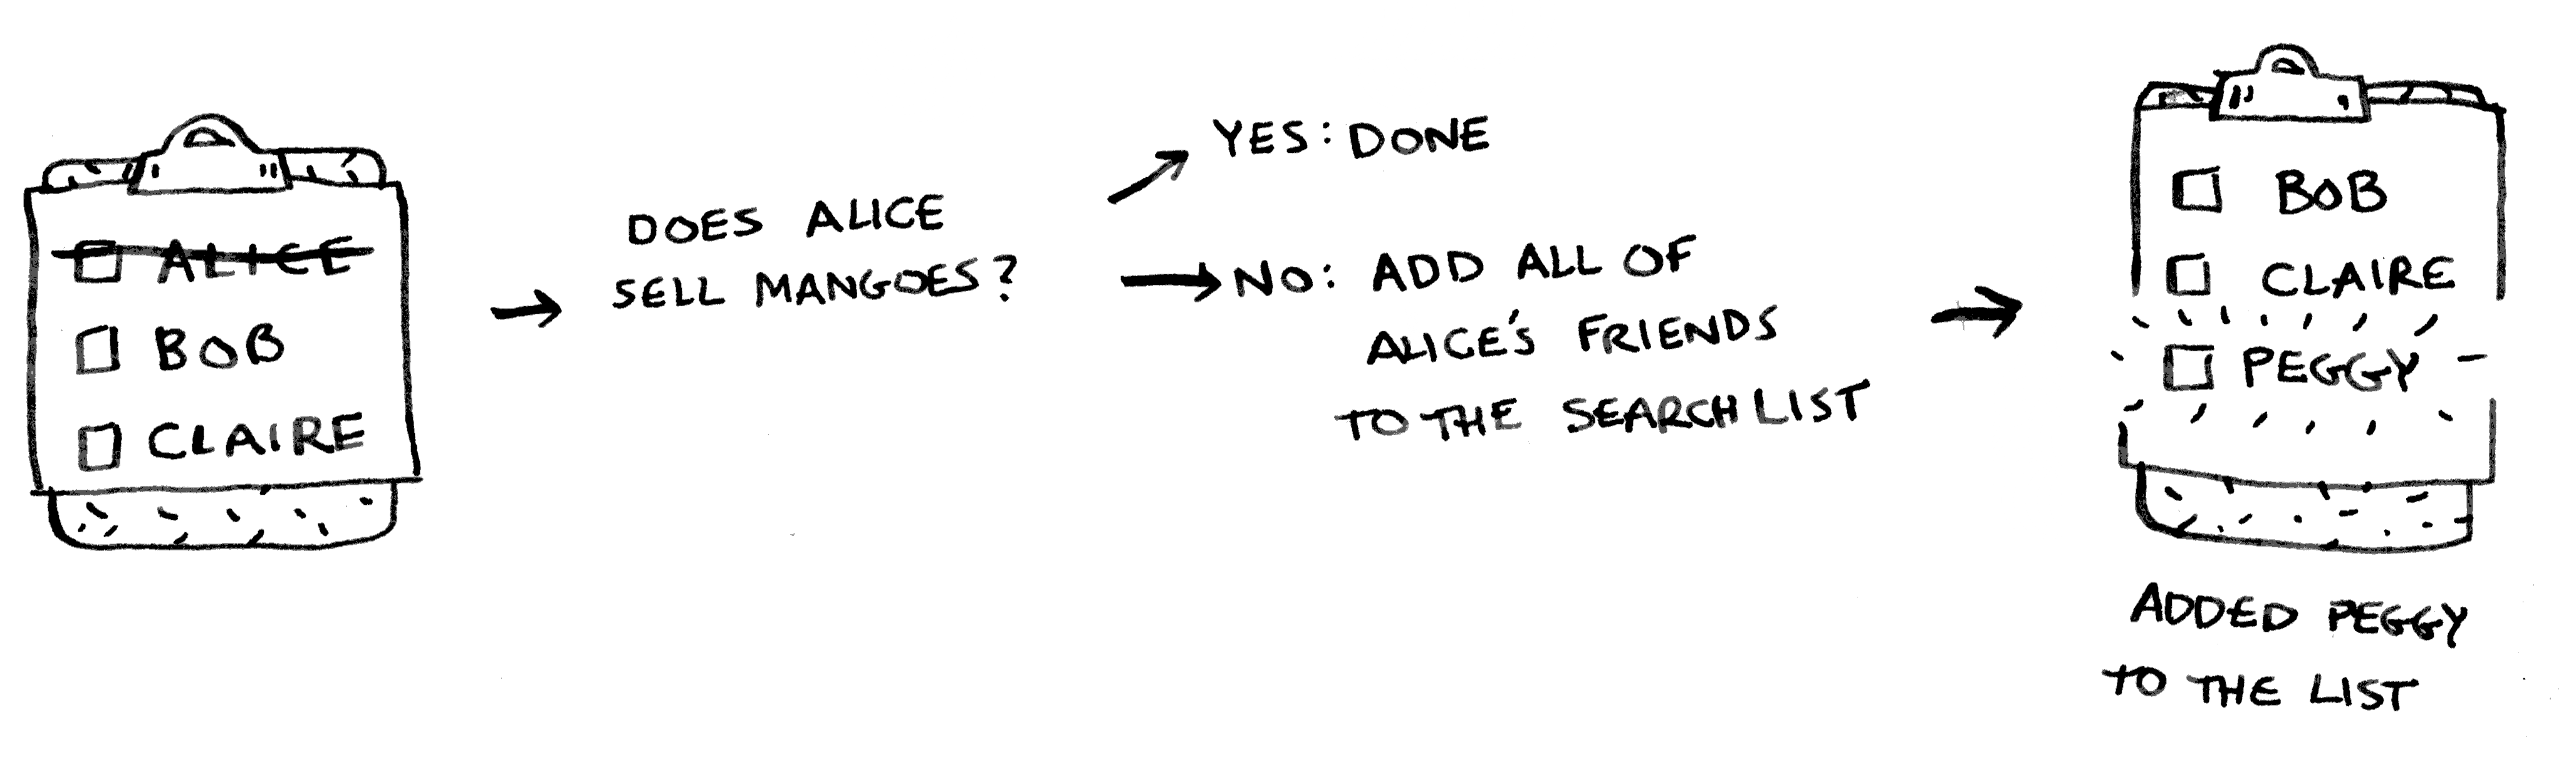 ALICE
BOB
CLAIRE
DOES ALICE
SELL MANGOES?
YES: DONE
NO: ADD ALL OF
ALICE'S FRIENDS
TO THE SEARCH LIST
BOB
CLAIRE
PEGGY
ADDED PEGGY
TO THE LIST